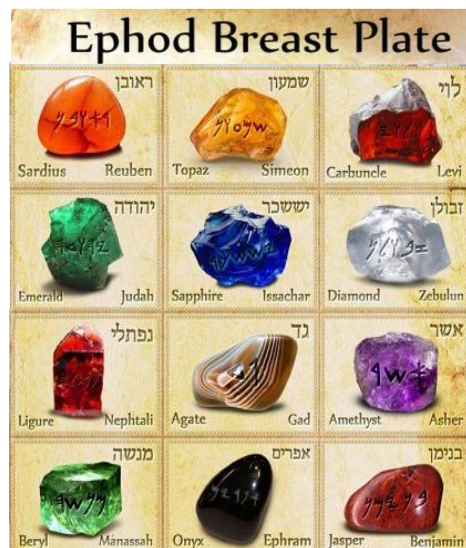 Ephod Breast Plate
ראובן
Sardius Reuben
שמעון
Topaz Simeon
לוי
Carbuncle Levi
יהודה
Emerald Judah
יששכר
Sapphire Issachar
זבולן
Diamond Zebulun
נפתלי
Ligure Nephtali
גד
Agate Gad
אשר
Amethyst Asher
מנשה
Beryl Manassah
אפרים
Onyx Ephram
בנימן
Jasper Benjamin